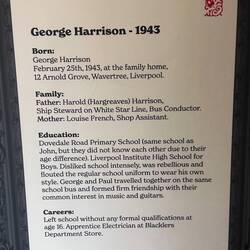 George Harrison - 1943
Born:
George Harrison
February 25th, 1943, at the family home,
12 Arnold Grove, Wavertree, Liverpool.
Family:
Father: Harold (Hargreaves) Harrison,
Ship Steward on White Star Line, Bus Conductor.
Mother: Louise French, Shop Assistant.
Education:
Dovedale Road Primary School (same school as
John, but they did not know each other due to their
age difference). Liverpool Institute High School for
Boys. Disliked school intensely, was rebellious and
flouted the regular school uniform to wear his own
style. George and Paul travelled together on the same
school bus and formed firm friendship with their
common interest in music and guitars.
Careers:
Left school without any formal qualifications at
age 16. Apprentice Electrician at Blacklers
Department Store.